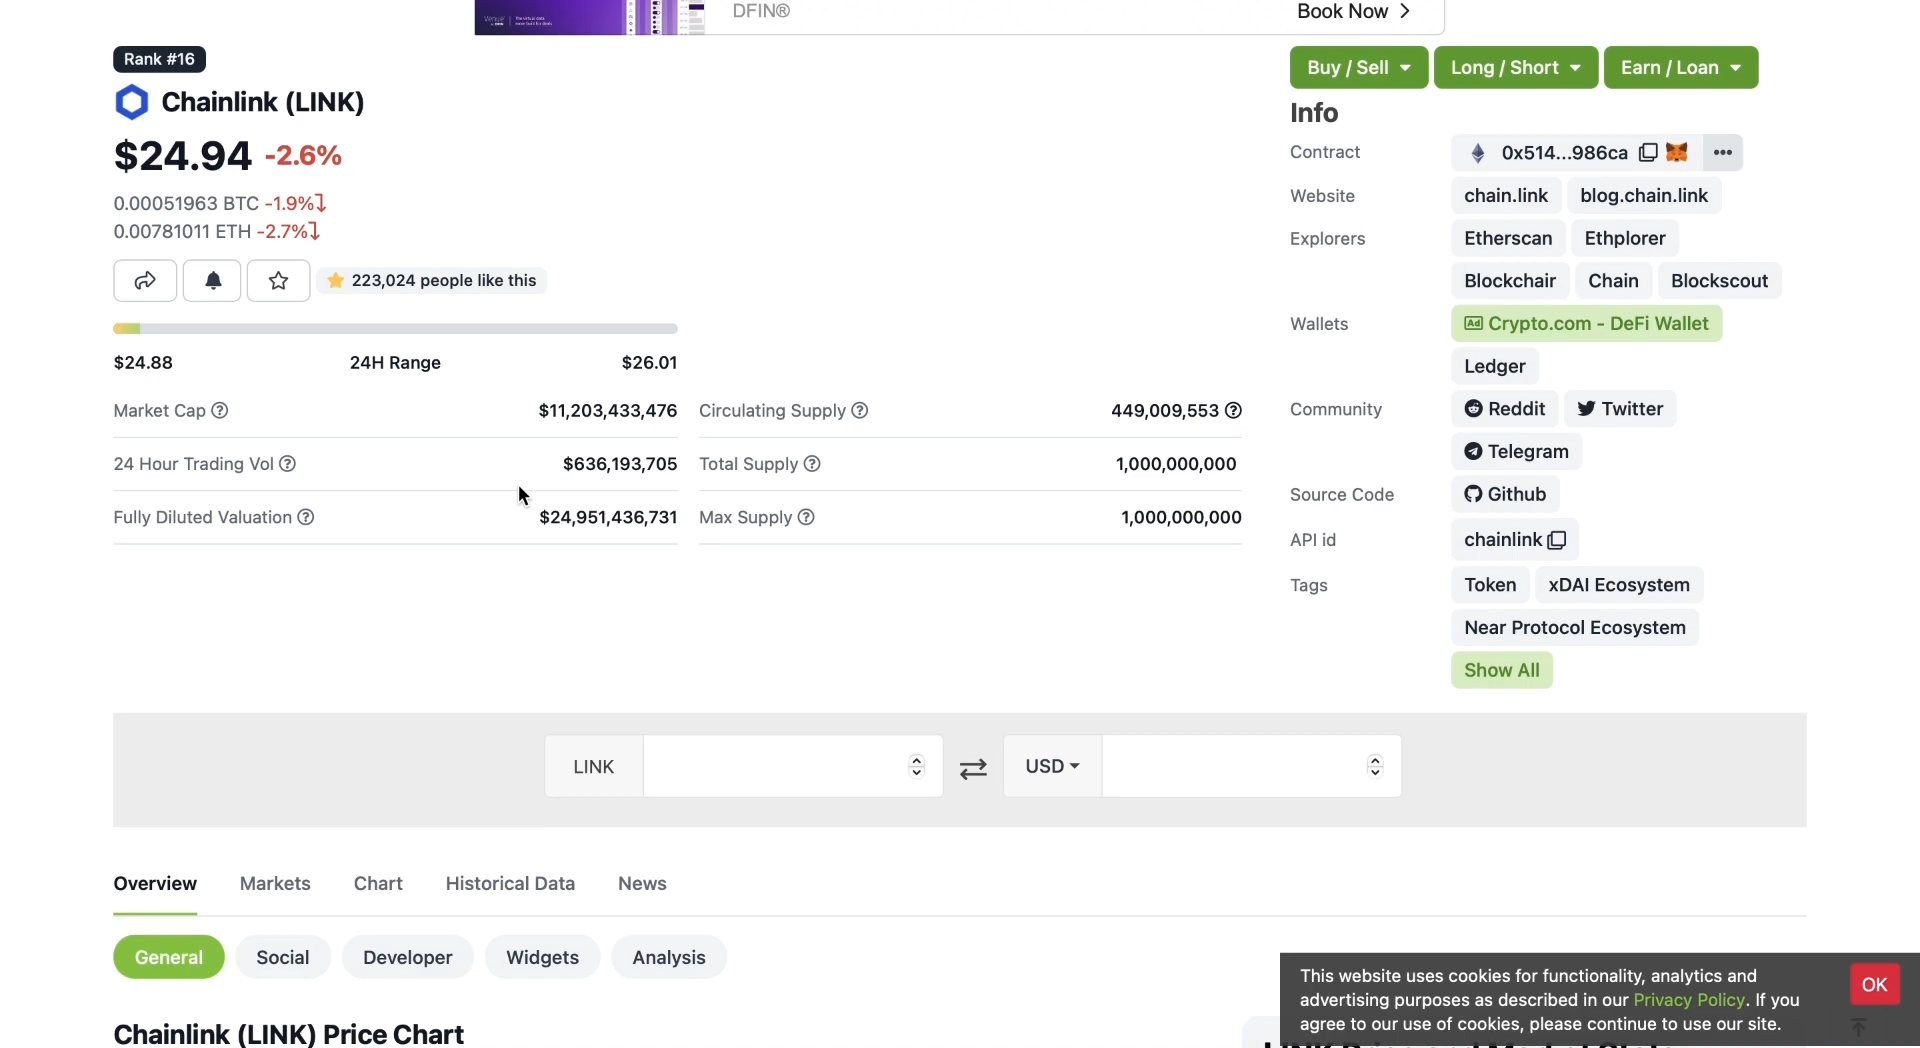 DFIN®
Book Now
Rank #16
Chainlink (LINK)
$24.94 -2.6%
0.00051963 BTC -1.9%
0.00781011 ETH -2.7%
223,024 people like this
$24.88 24H Range $26.01
Market Cap $11,203,433,476
24 Hour Trading Vol $636,193,705
Fully Diluted Valuation $24,951,436,731
Circulating Supply 449,009,553
Total Supply 1,000,000,000
Max Supply 1,000,000,000
Buy / Sell Long / Short Earn / Loan
Info
Contract 0x514...986ca •••
Website chain.link blog.chain.link
Explorers Etherscan Ethplorer
Blockchair Chain Blockscout
Wallets Ad Crypto.com - DeFi Wallet
Ledger
Community Reddit Twitter
Telegram
Source Code Github
API id chainlink
Tags Token xDAI Ecosystem
Near Protocol Ecosystem
Show All
LINK USD
Overview Markets Chart Historical Data News
General Social Developer Widgets Analysis
Chainlink (LINK) Price Chart
This website uses cookies for functionality, analytics and
advertising purposes as described in our Privacy Policy. If you
agree to our use of cookies, please continue to use our site.
OK